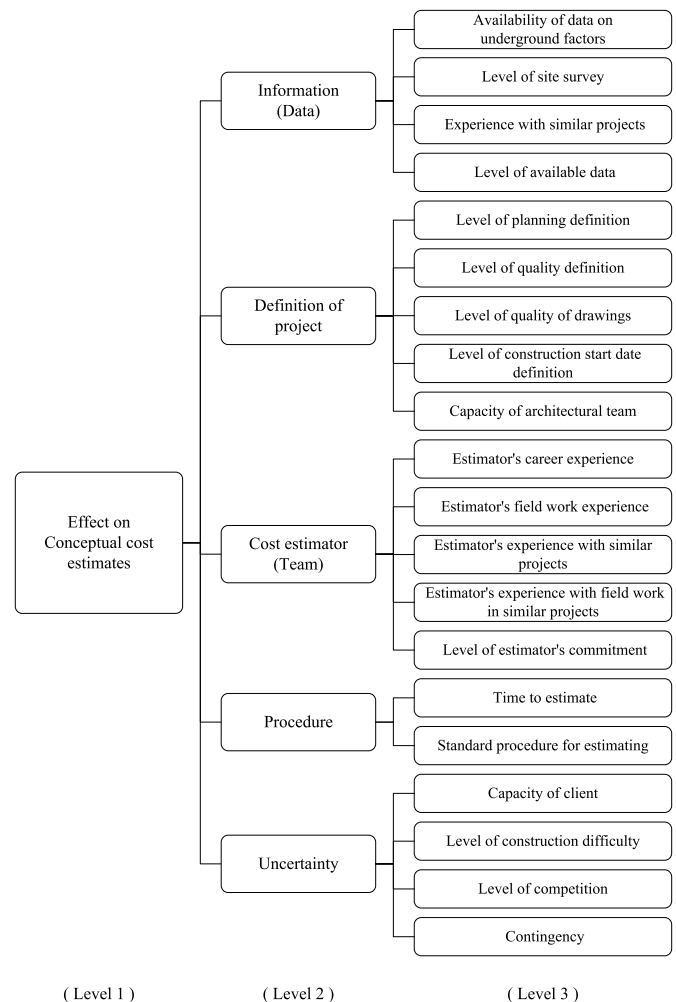 Effect on
Conceptual cost
estimates
Information
(Data)
Availability of data on
underground factors
Level of site survey
Experience with similar projects
Level of available data
Definition of
project
Level of planning definition
Level of quality definition
Level of quality of drawings
Level of construction start date
definition
Capacity of architectural team
Cost estimator
(Team)
Estimator's career experience
Estimator's field work experience
Estimator's experience with similar
projects
Estimator's experience with field work
in similar projects
Level of estimator's commitment
Procedure
Time to estimate
Standard procedure for estimating
Uncertainty
Capacity of client
Level of construction difficulty
Level of competition
Contingency
( Level 1 )
( Level 2 )
( Level 3 )